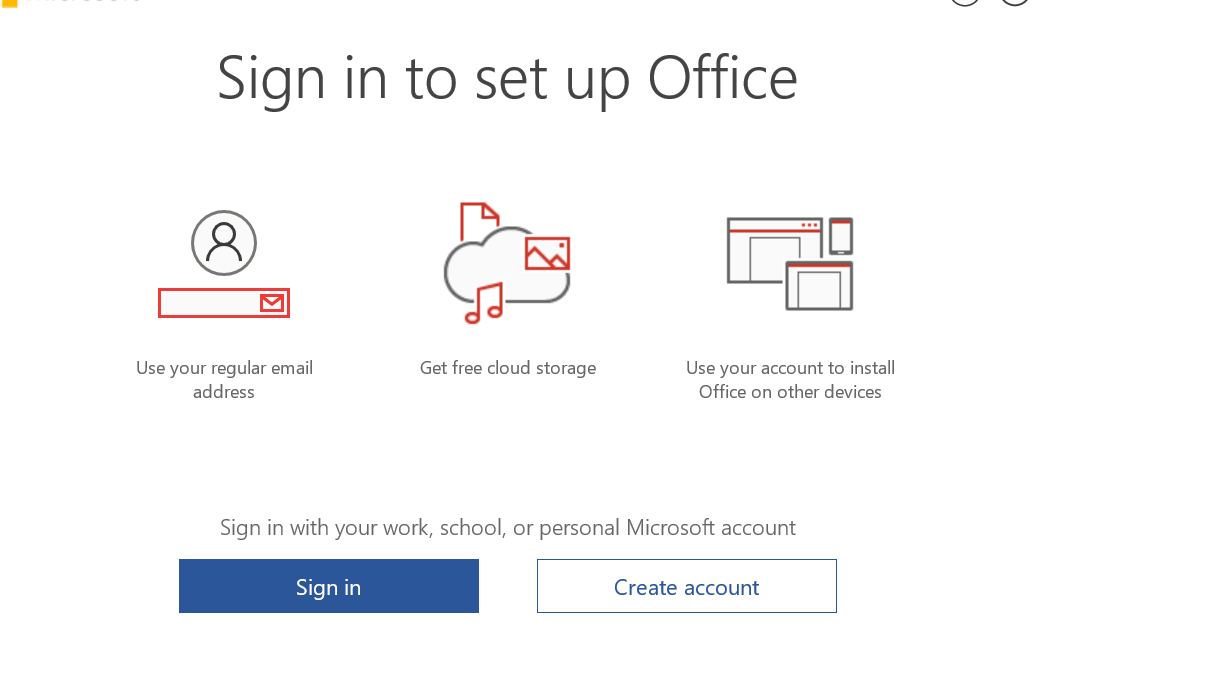 Sign in to set up Office
Use your regular email
address
Get free cloud storage
Use your account to install
Office on other devices
Sign in with your work, school, or personal Microsoft account
Sign in
Create account